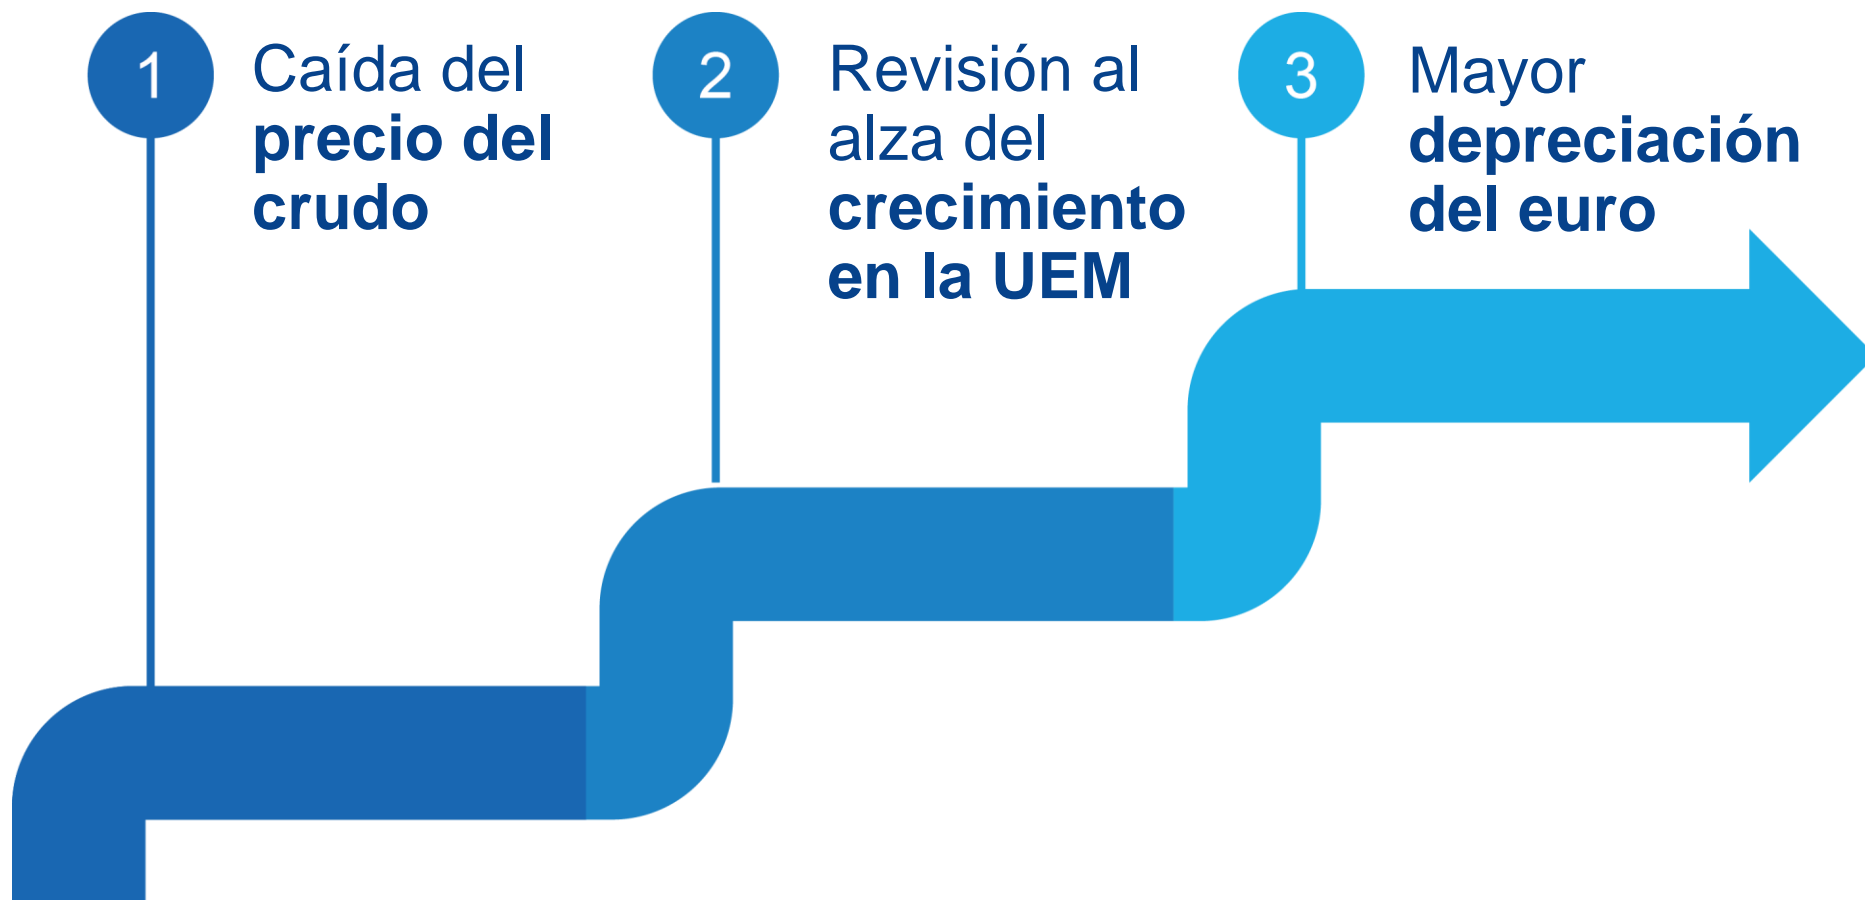 1
Caída del
precio del
crudo
2
Revisión al
alza del
crecimiento
en la UEM
3
Mayor
depreciación
del euro